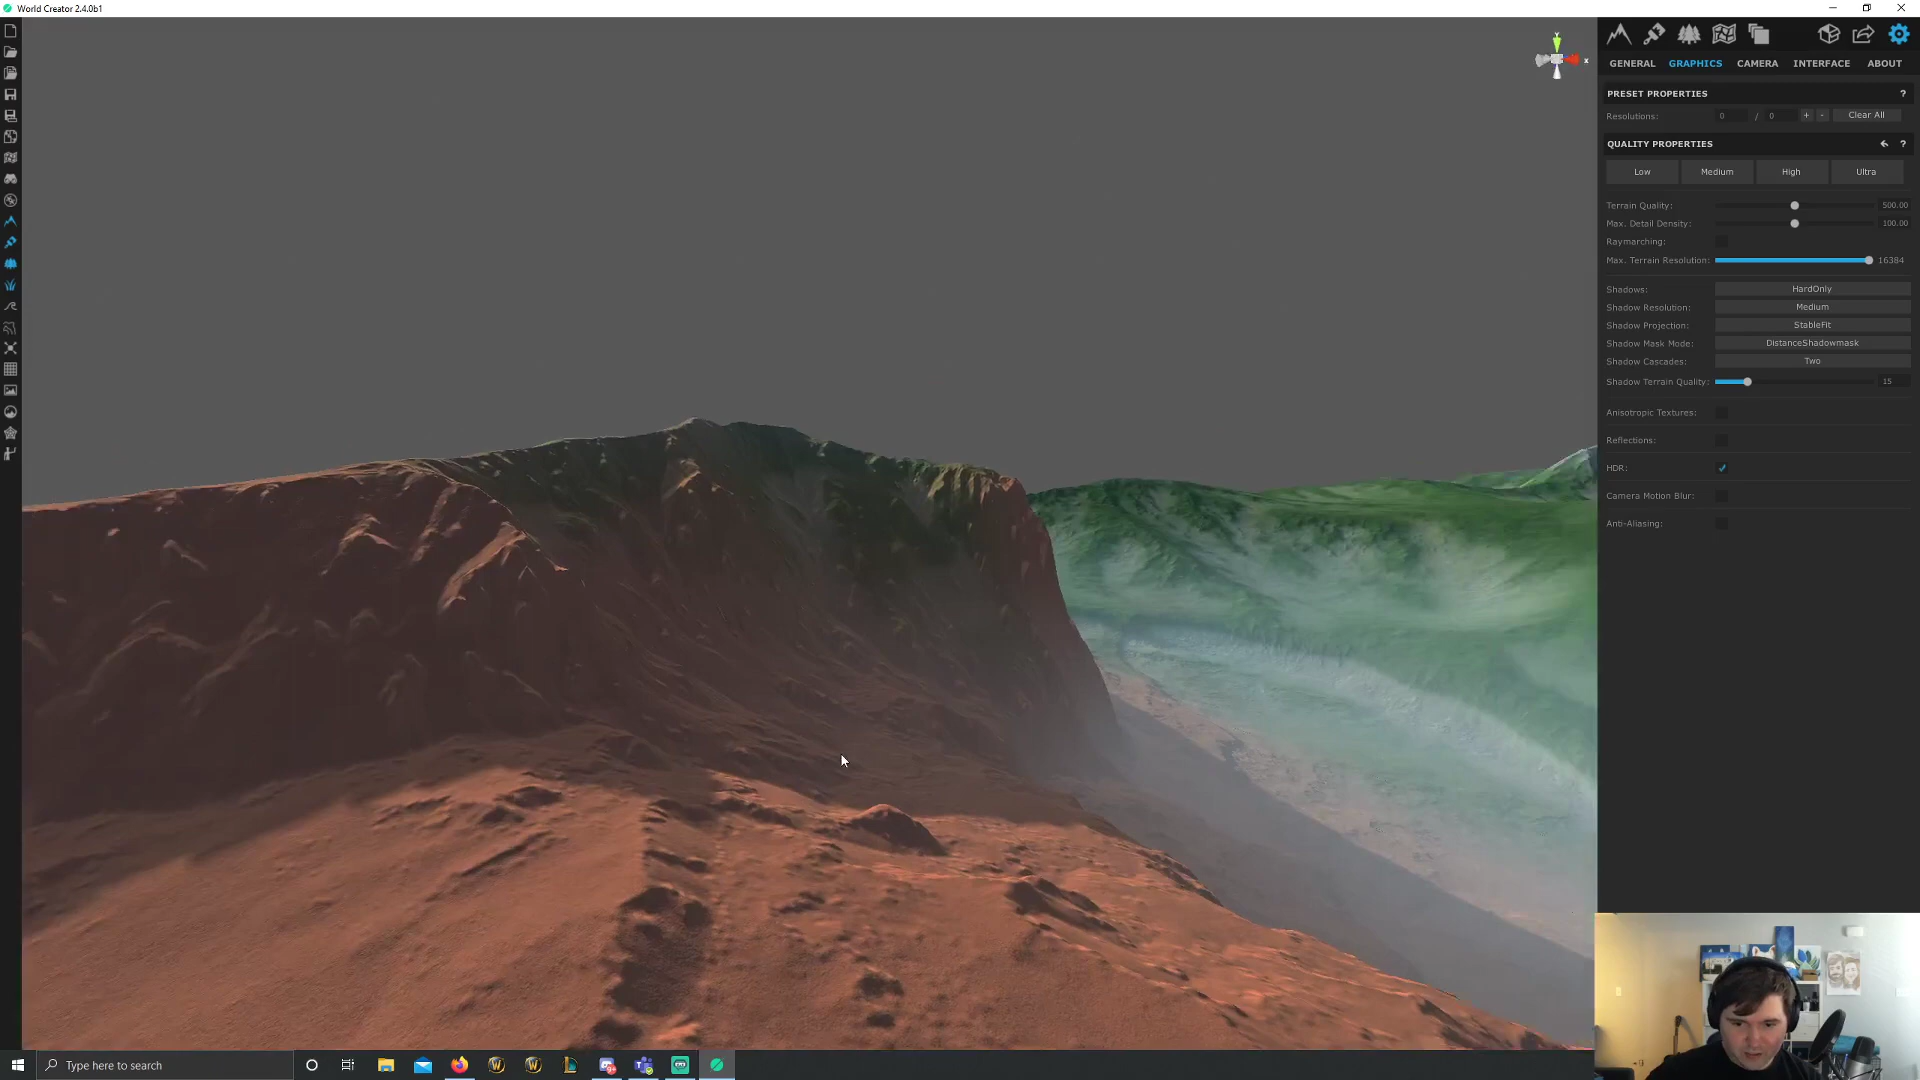 World Creator 2.4.0b1
Y
x
GENERAL GRAPHICS CAMERA INTERFACE ABOUT
PRESET PROPERTIES ?
Resolutions: 0 / 0 + - Clear All
QUALITY PROPERTIES ?
Low Medium High Ultra
Terrain Quality: 500.00
Max. Detail Density: 100.00
Raymarching:
Max. Terrain Resolution: 16384
Shadows: HardOnly
Shadow Resolution: Medium
Shadow Projection: StableFit
Shadow Mask Mode: DistanceShadowmask
Shadow Cascades: Two
Shadow Terrain Quality: 15
Anisotropic Textures:
Reflections:
HDR:
Camera Motion Blur:
Anti-Aliasing:
Type here to search